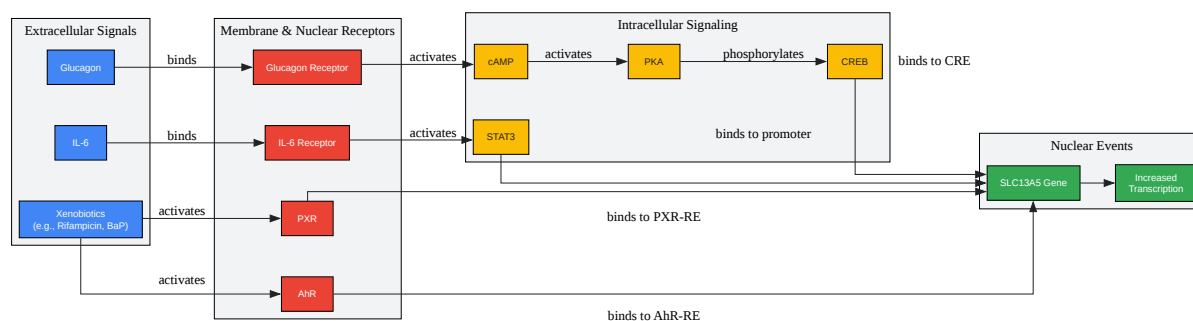 Extracellular Signals
Membrane & Nuclear Receptors
Intracellular Signaling
Glucagon
binds
Glucagon Receptor
activates
cAMP
activates
PKA
phosphorylates
CREB
binds to CRE
IL-6
binds
IL-6 Receptor
activates
STAT3
binds to promoter
Nuclear Events
SLC13A5 Gene
Increased
Transcription
Xenobiotics
(e.g., Rifampicin, BaP)
activates
PXR
binds to PXR-RE
activates
AhR
binds to AhR-RE